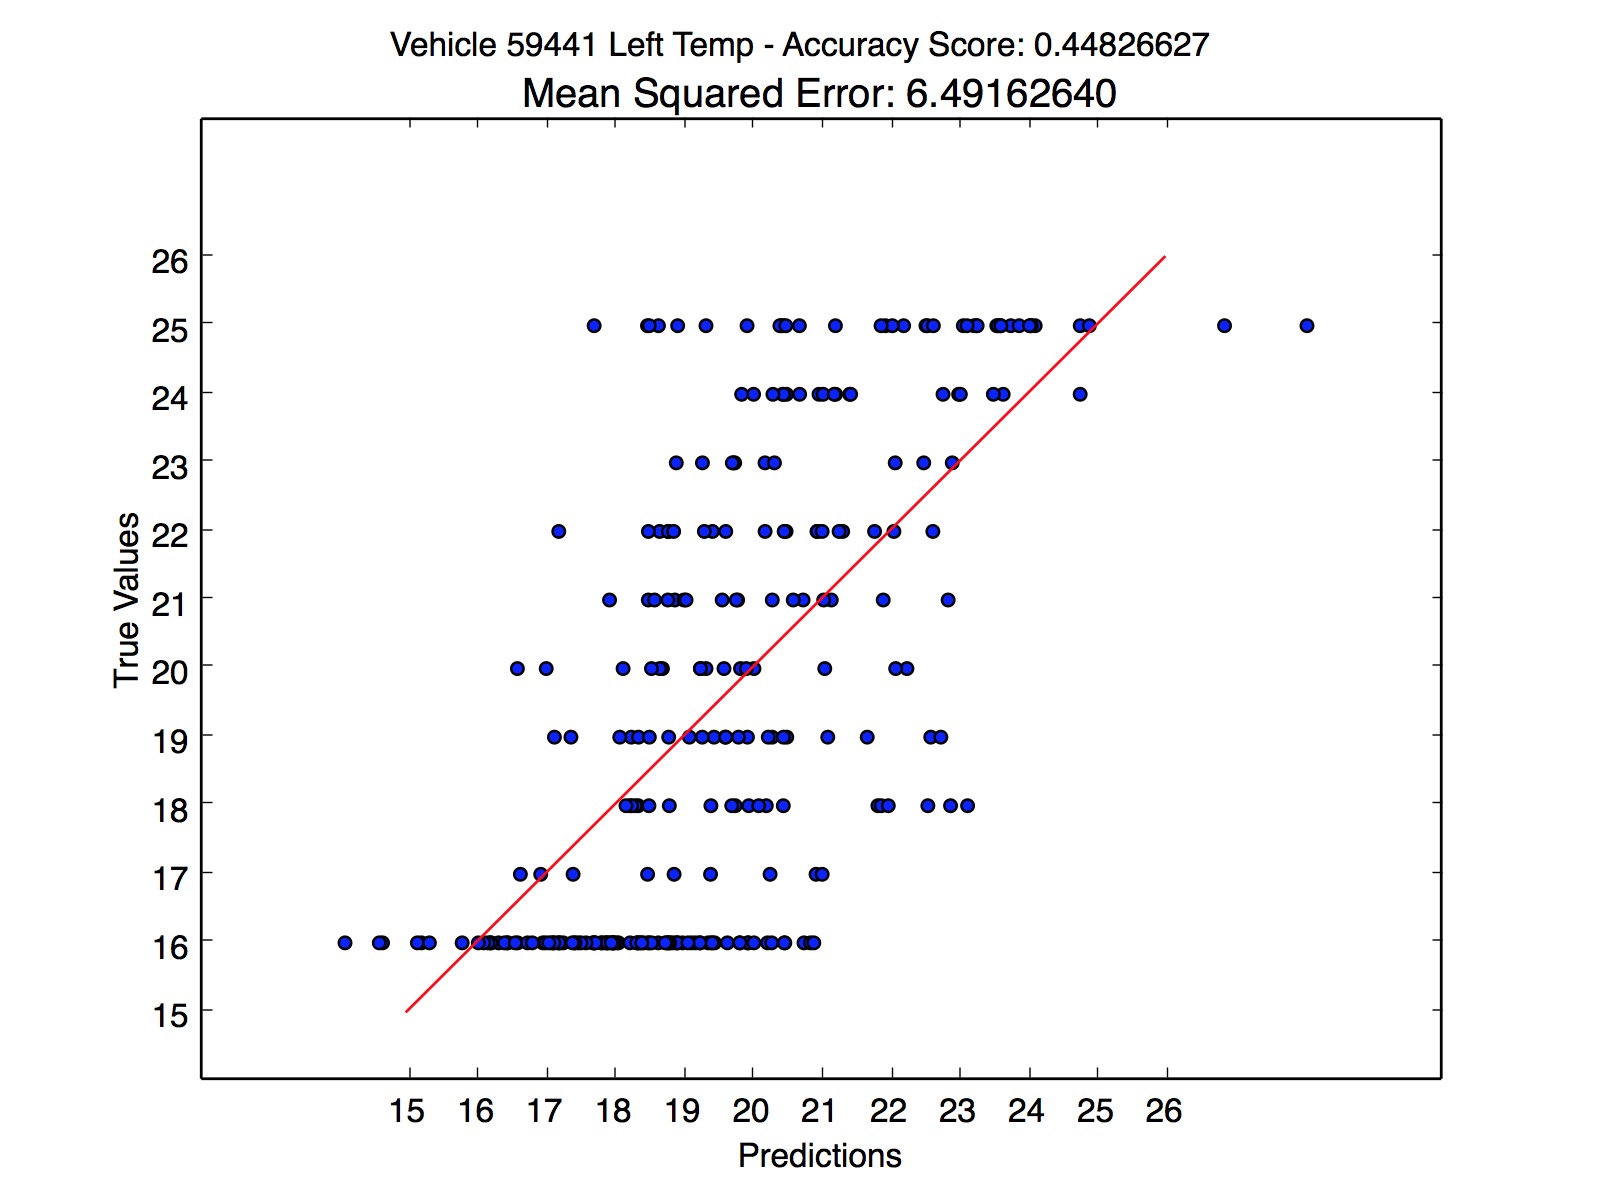 Vehicle 59441 Left Temp - Accuracy Score: 0.44826627
Mean Squared Error: 6.49162640
26
25
24
23
22
21
20
19
18
17
16
15
True Values
15 16 17 18 19 20 21 22 23 24 25 26
Predictions